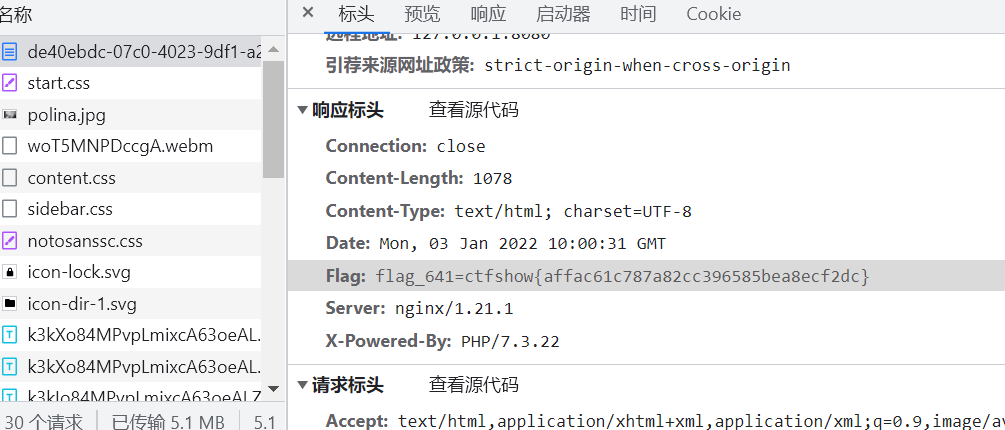 名称
× 标头 预览 响应 启动器 时间 Cookie
de40ebdc-07c0-4023-9df1-a2
start.css
polina.jpg
woT5MNPDccgA.webm
content.css
sidebar.css
notosanssc.css
icon-lock.svg
icon-dir-1.svg
k3kXo84MPvpLmixcA63oeAL.
k3kXo84MPvpLmixcA63oeAL.
k3kIo84MPvpLmixcA63oeALZ
30 个请求 已传输 5.1 MB 5.1
远程地址: 127.0.0.1:8080
引荐来源网址政策: strict-origin-when-cross-origin
响应标头 查看源代码
Connection: close
Content-Length: 1078
Content-Type: text/html; charset=UTF-8
Date: Mon, 03 Jan 2022 10:00:31 GMT
Flag: flag_641=ctfshow{affac61c787a82cc396585bea8ecf2dc}
Server: nginx/1.21.1
X-Powered-By: PHP/7.3.22
请求标头 查看源代码
Accept: text/html,application/xhtml+xml,application/xml;q=0.9,image/av